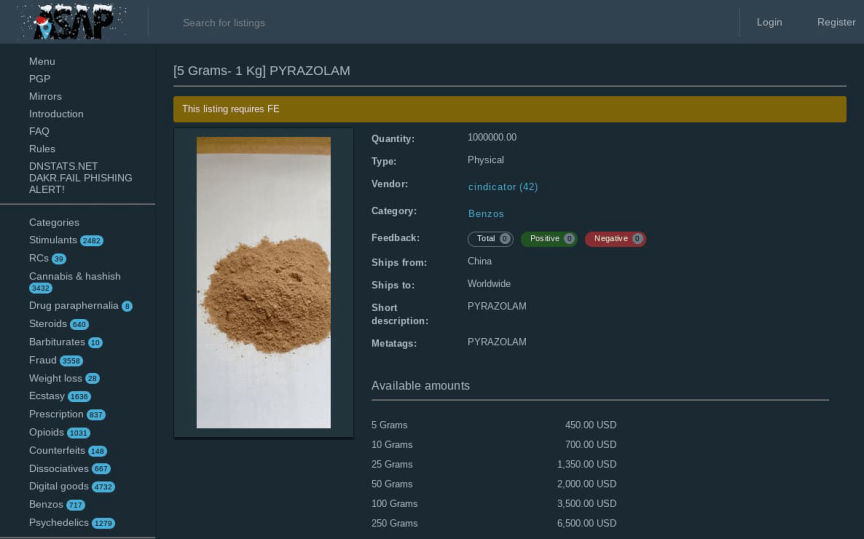 ASAP
Search for listings
Login
Register
Menu
PGP
Mirrors
Introduction
FAQ
Rules
DNSTATS.NET
DAKR.FAIL PHISHING
ALERT!
Categories
Stimulants 2482
RCs 39
Cannabis & hashish
3432
Drug paraphernalia 8
Steroids 640
Barbiturates 10
Fraud 3558
Weight loss 28
Ecstasy 1636
Prescription 837
Opioids 1031
Counterfeits 148
Dissociatives 667
Digital goods 4732
Benzos 717
Psychedelics 1279
[5 Grams- 1 Kg] PYRAZOLAM
This listing requires FE
Quantity: 1000000.00
Type: Physical
Vendor: cindicator (42)
Category: Benzos
Feedback: Total 0 Positive 0 Negative 0
Ships from: China
Ships to: Worldwide
Short
description: PYRAZOLAM
Metatags: PYRAZOLAM
Available amounts
5 Grams 450.00 USD
10 Grams 700.00 USD
25 Grams 1,350.00 USD
50 Grams 2,000.00 USD
100 Grams 3,500.00 USD
250 Grams 6,500.00 USD